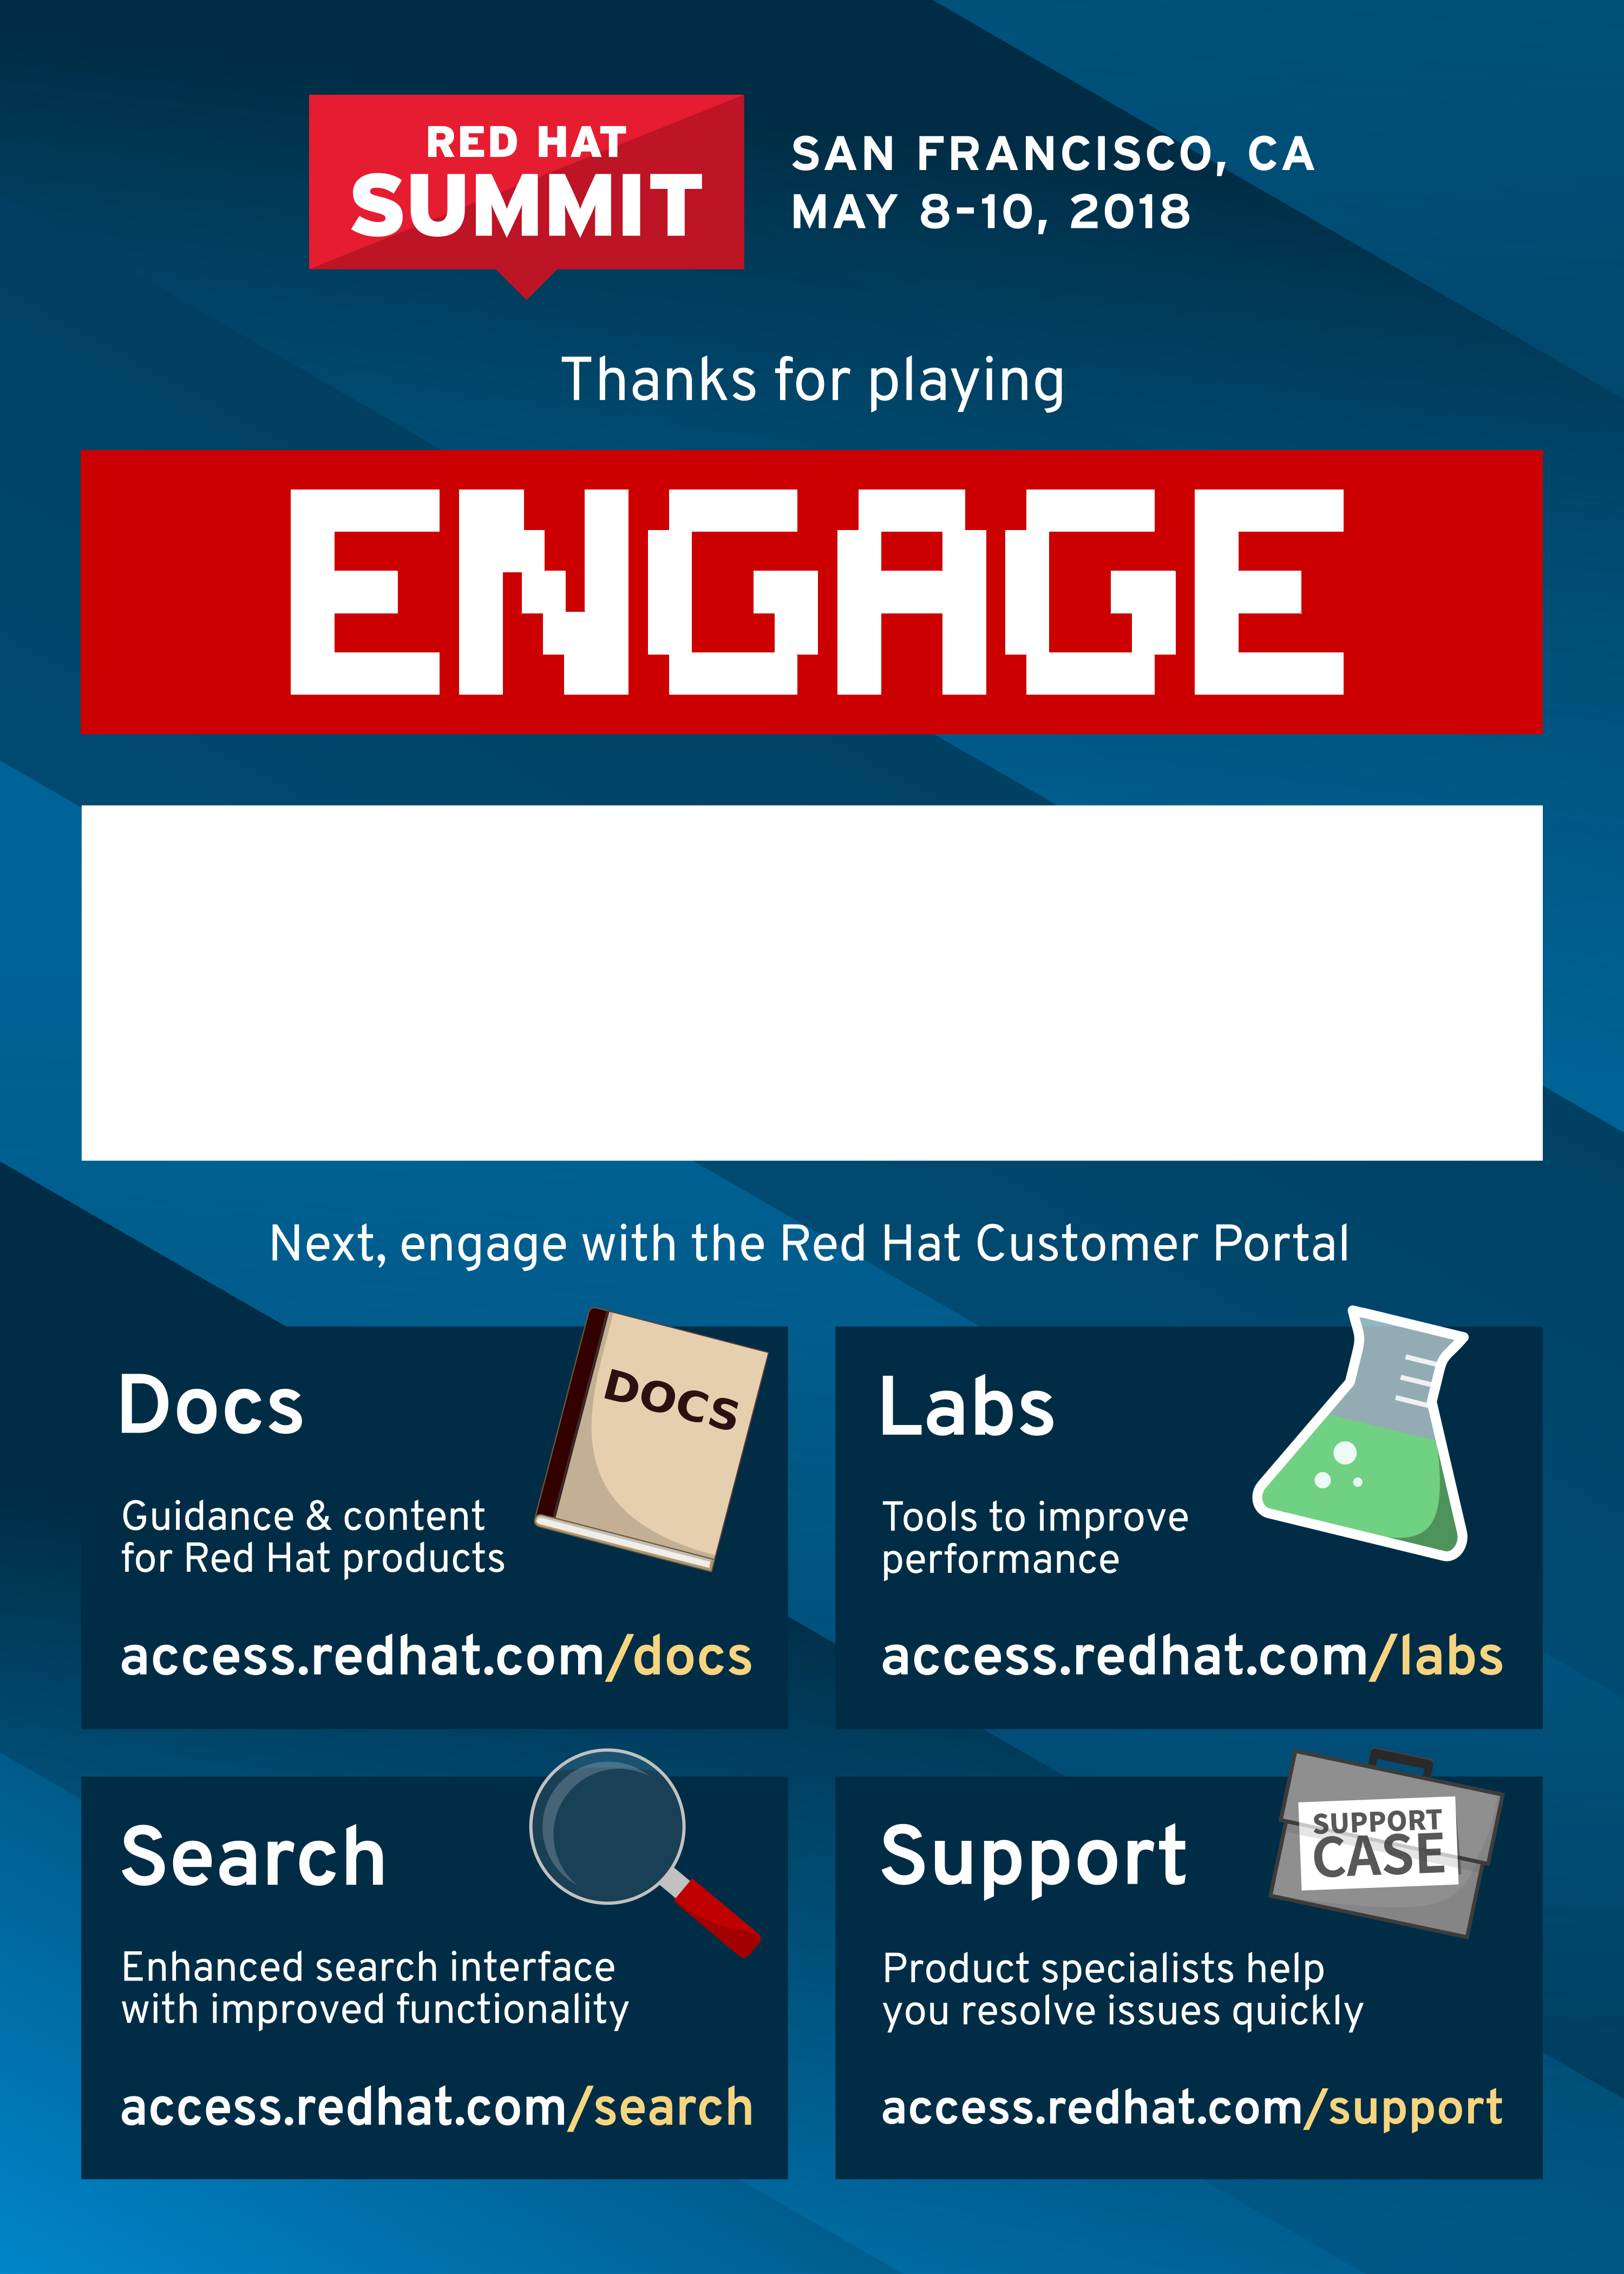 RED HAT
SUMMIT
SAN FRANCISCO, CA
MAY 8-10, 2018
Thanks for playing
ENGAGE
Next, engage with the Red Hat Customer Portal
Docs
DOCS
Guidance & content
for Red Hat products
access.redhat.com/docs
Labs
Tools to improve
performance
access.redhat.com/labs
Search
Enhanced search interface
with improved functionality
access.redhat.com/search
Support
SUPPORT
CASE
Product specialists help
you resolve issues quickly
access.redhat.com/support